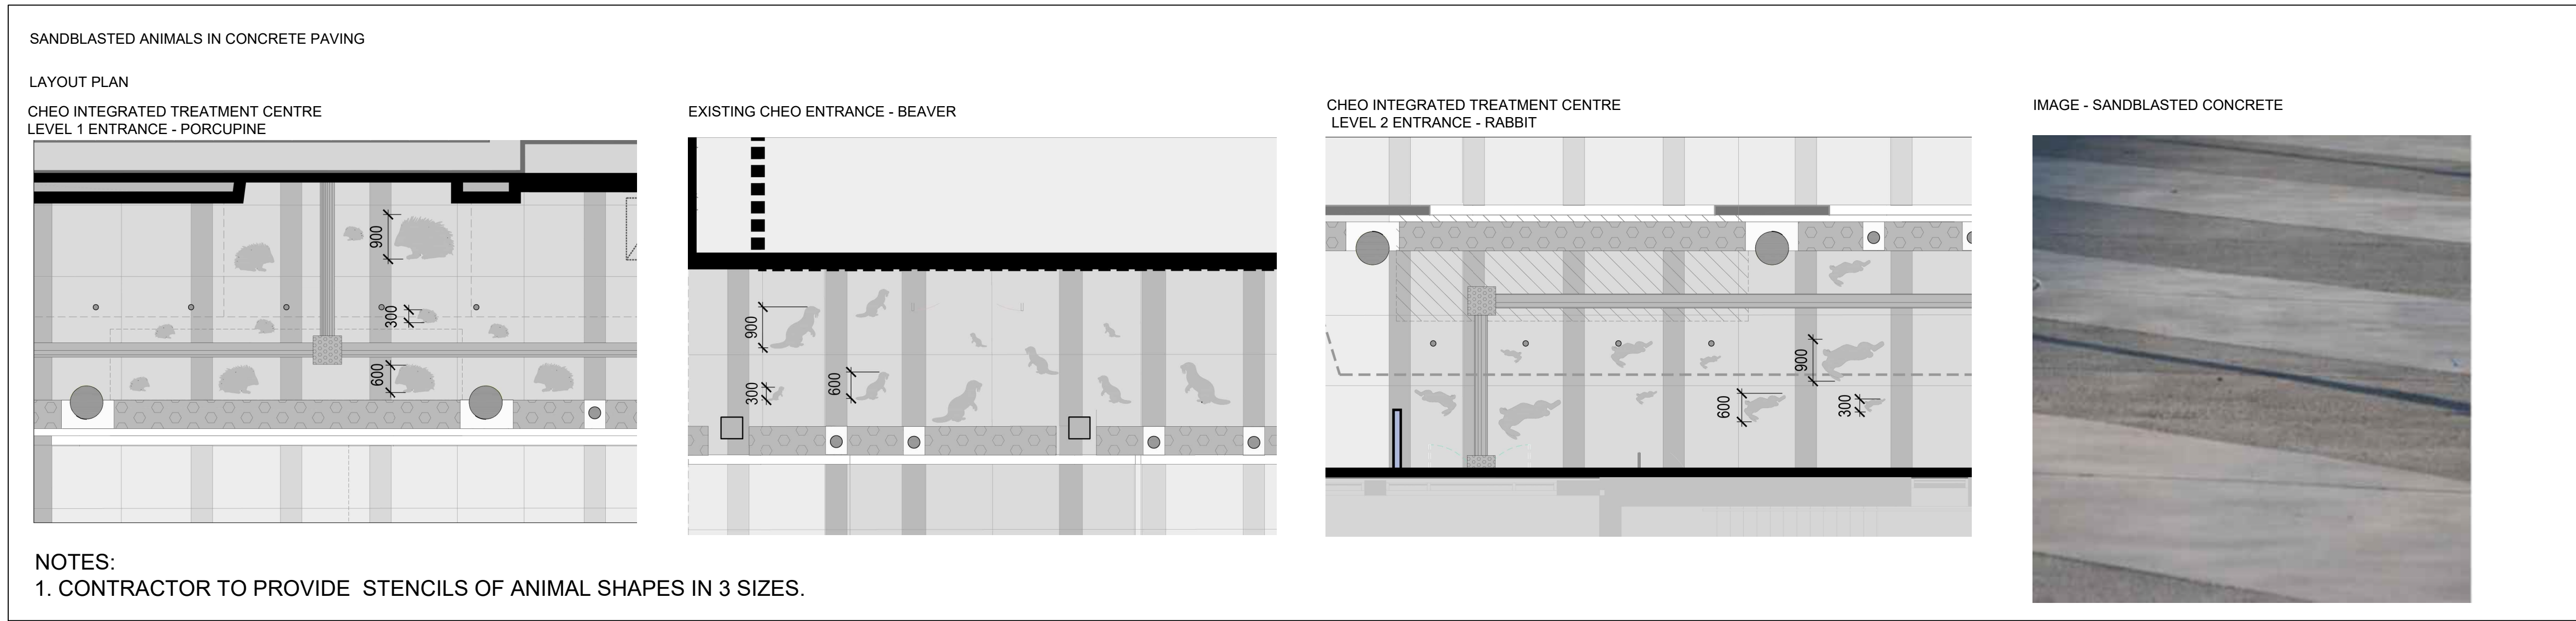 SANDBLASTED ANIMALS IN CONCRETE PAVING
LAYOUT PLAN
CHEO INTEGRATED TREATMENT CENTRE
LEVEL 1 ENTRANCE - PORCUPINE
900
300
600
EXISTING CHEO ENTRANCE - BEAVER
900
300
600
CHEO INTEGRATED TREATMENT CENTRE
LEVEL 2 ENTRANCE - RABBIT
900
600
300
IMAGE - SANDBLASTED CONCRETE
NOTES:
1. CONTRACTOR TO PROVIDE STENCILS OF ANIMAL SHAPES IN 3 SIZES.